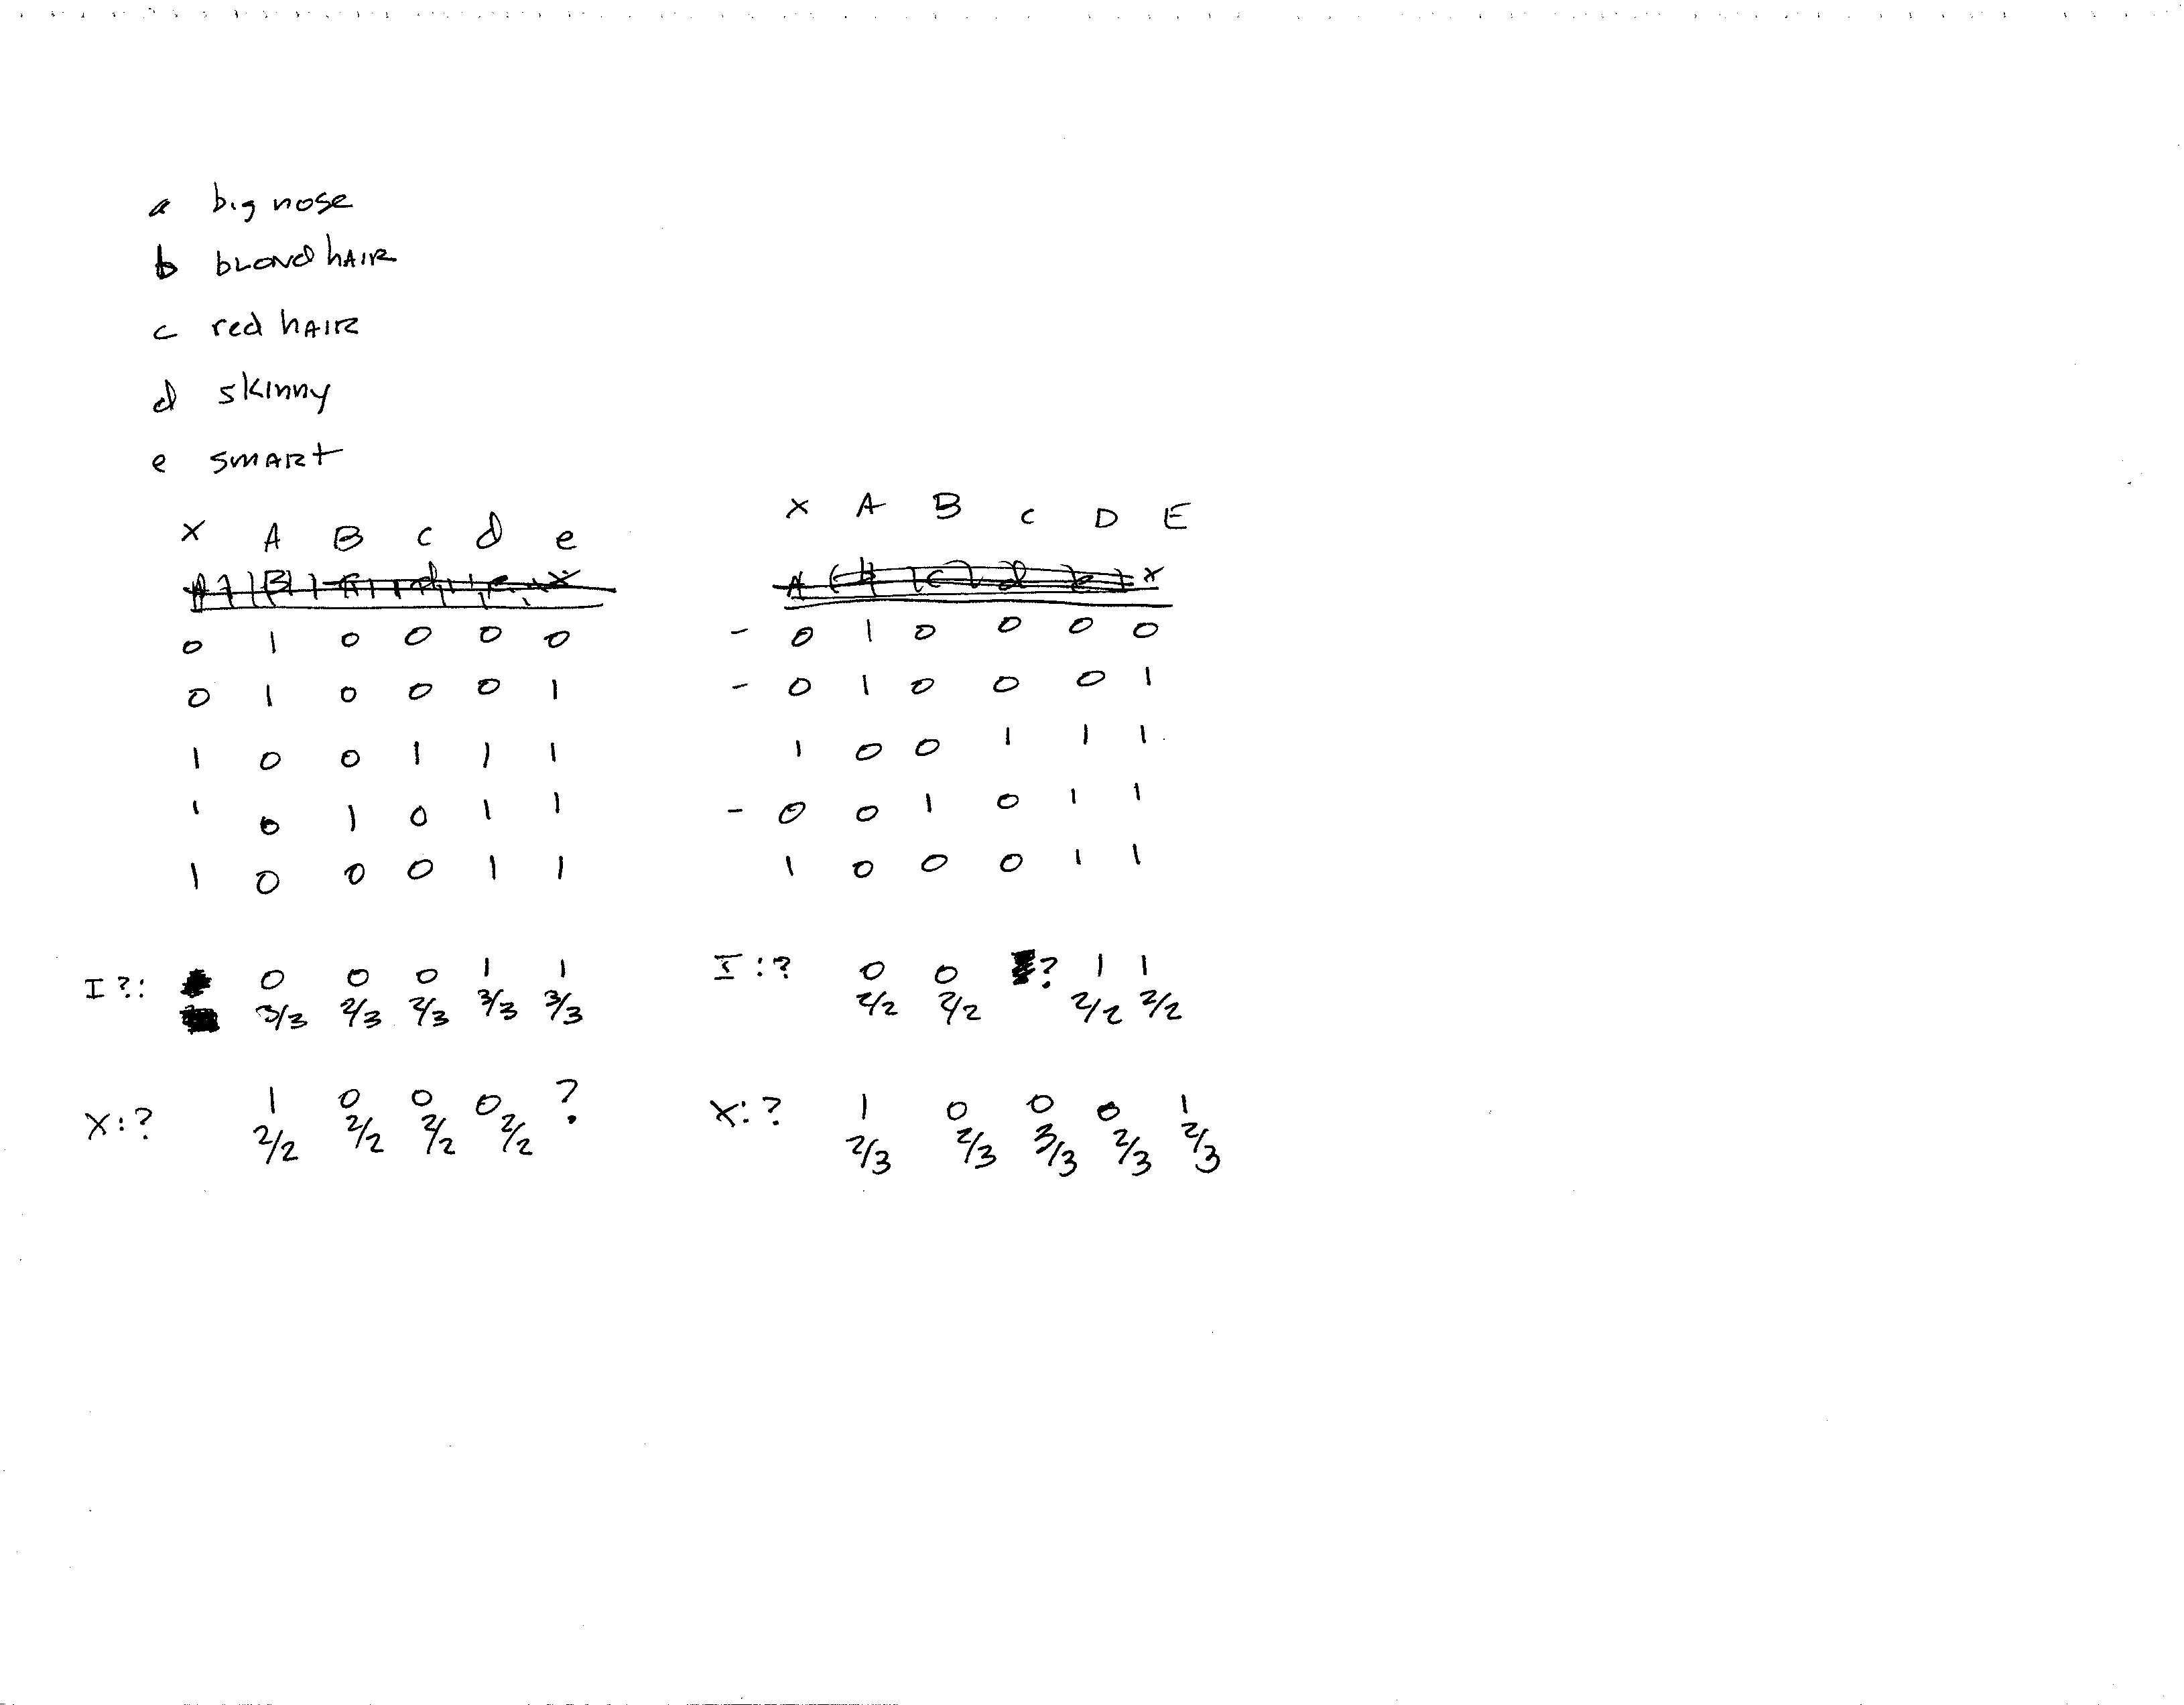 a big nose
b BLOND hAIR
c red hAIR
d skinny
e SMARt
X A B c d e
0 1 0 0 0 0
0 1 0 0 0 1
1 0 0 1 1 1
1 0 1 0 1 1
1 0 0 0 1 1
I?: 0 0 0 1 1
3/3 2/3 2/3 3/3 3/3
X:? 1 0 0 0 ?
2/2 2/2 2/2 2/2
X A B c D E
A b c d e x
- 0 1 0 0 0 0
- 0 1 0 0 0 1
1 0 0 1 1 1
- 0 0 1 0 1 1
1 0 0 0 1 1
I:? 0 0 ? 1 1
2/2 2/2 2/2 2/2
X:? 1 0 0 0 1
2/3 2/3 3/3 2/3 2/3